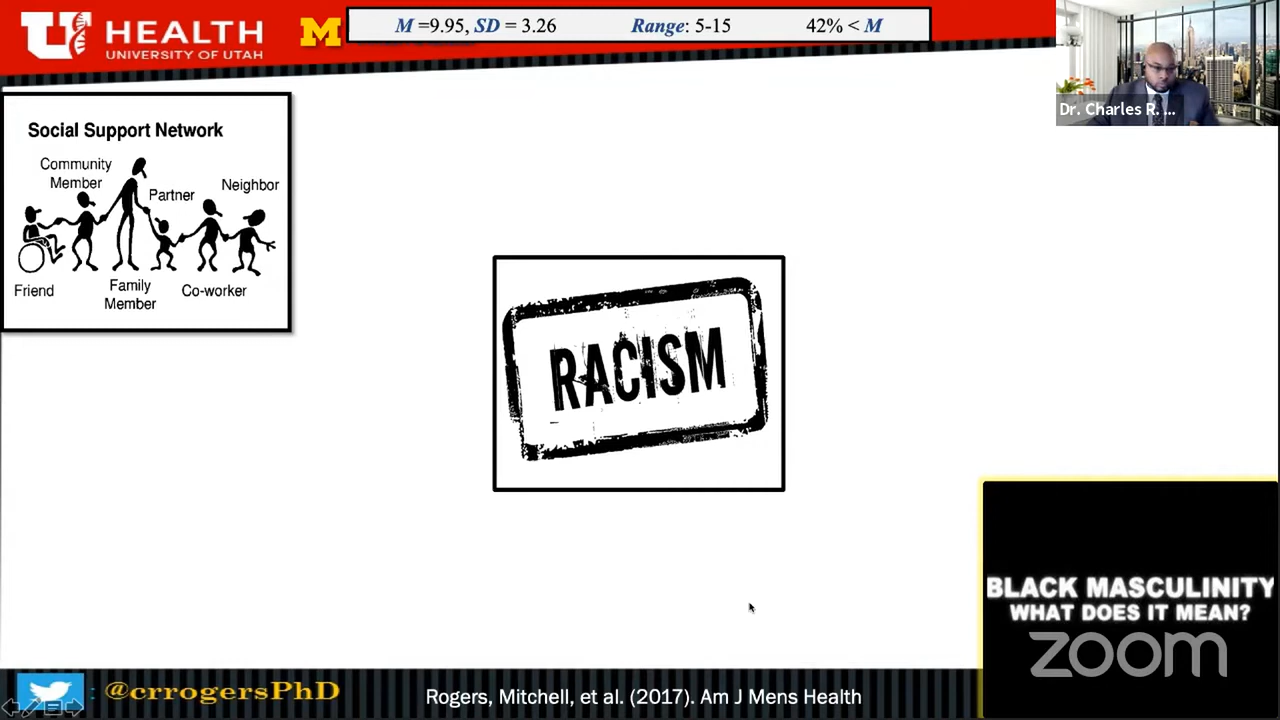 U HEALTH
UNIVERSITY OF UTAH
M
M =9.95, SD = 3.26 Range: 5-15 42% < M
Dr. Charles R. ...
Social Support Network
Community
Member
Partner
Neighbor
Friend
Family
Member
Co-worker
RACISM
BLACK MASCULINITY
WHAT DOES IT MEAN?
zoom
: @crrogersPhD
Rogers, Mitchell, et al. (2017). Am J Mens Health